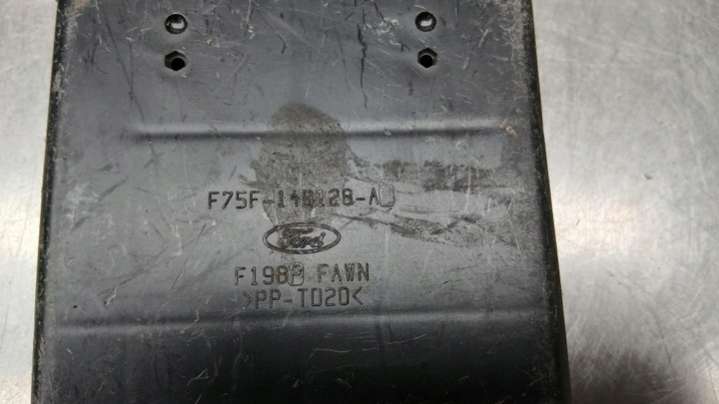 F75F-14B128-A
Ford
F198 FAWN
>PP-TD20<